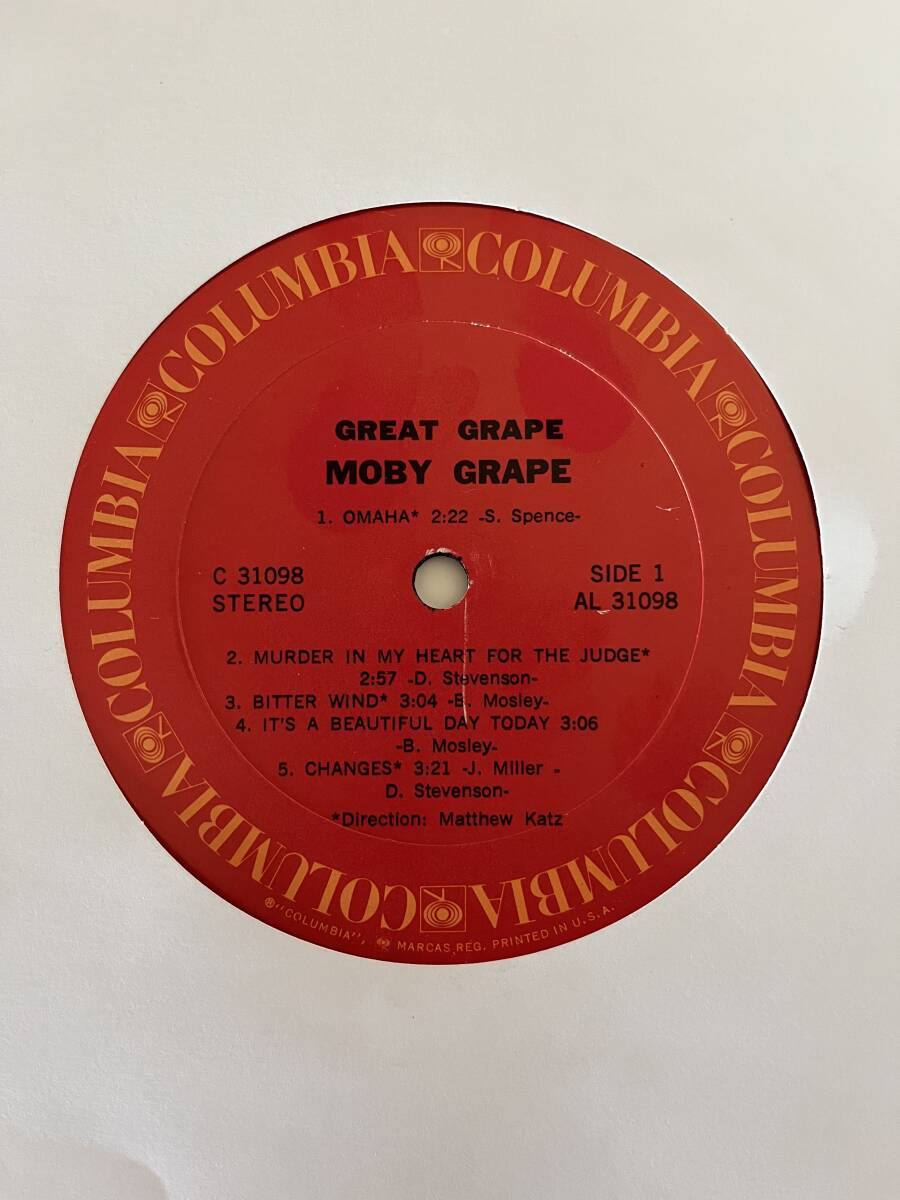 COLUMBIA COLUMBIA COLUMBIA COLUMBIA COLUMBIA COLUMBIA COLUMBIA COLUMBIA
GREAT GRAPE
MOBY GRAPE
1. OMAHA* 2:22 -S. Spence-
C 31098
STEREO
SIDE 1
AL 31098
2. MURDER IN MY HEART FOR THE JUDGE*
2:57 -D. Stevenson-
3. BITTER WIND* 3:04 -B. Mosley-
4. IT'S A BEAUTIFUL DAY TODAY 3:06
-B. Mosley-
5. CHANGES* 3:21 -J. Miller -
D. Stevenson-
*Direction: Matthew Katz
®"COLUMBIA", MARCAS REG. PRINTED IN U.S.A.